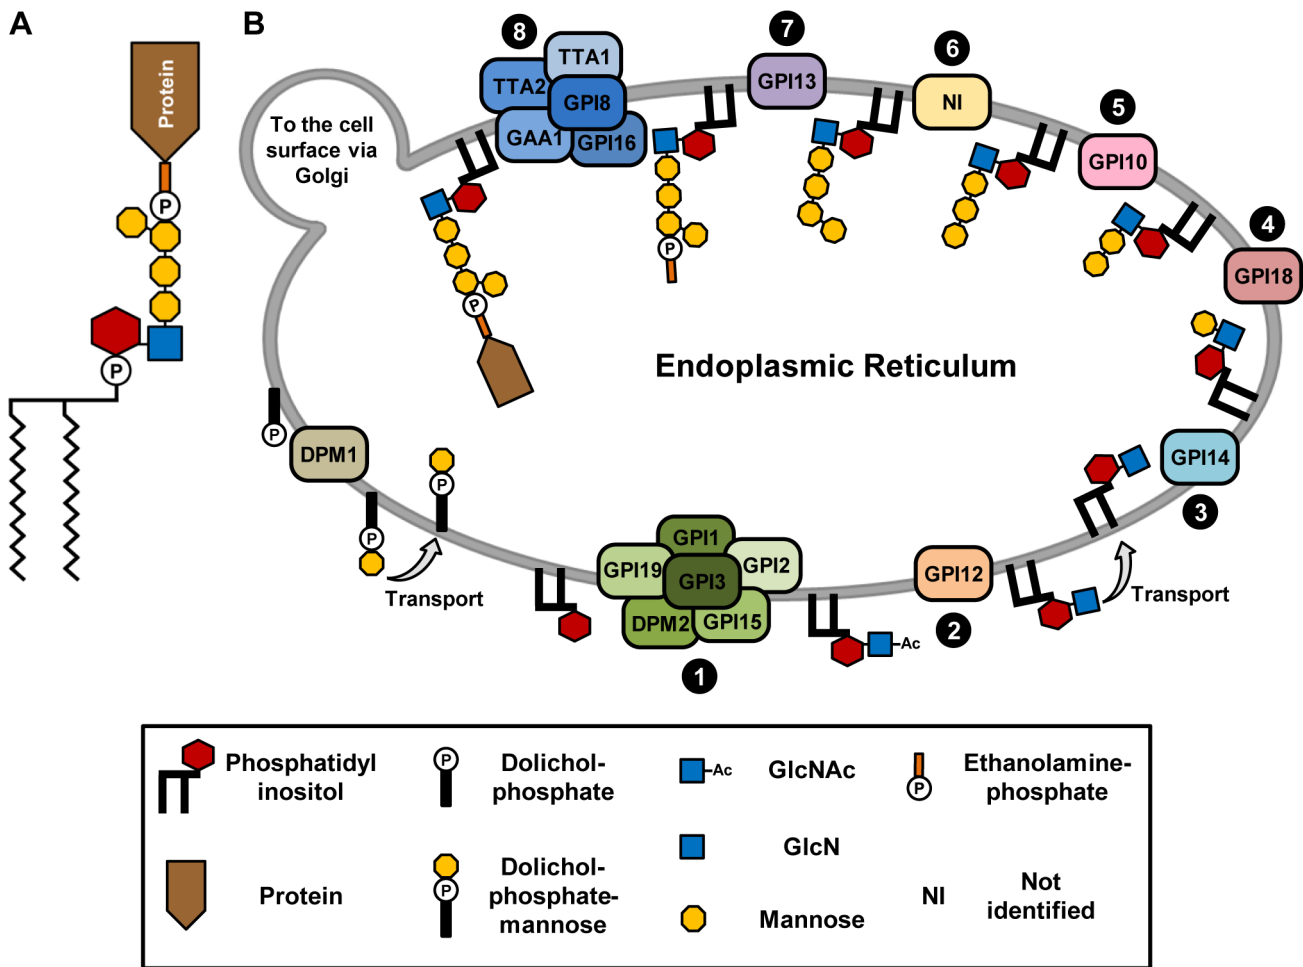 A
B
Protein
P
P
To the cell
surface via
Golgi
8
TTA1
TTA2
GPI8
GAA1
GPI16
7
GPI13
6
NI
5
GPI10
4
GPI18
P
P
Endoplasmic Reticulum
P
DPM1
P
P
Transport
GPI1
GPI19
GPI2
GPI3
DPM2
GPI15
1
Ac
GPI12
2
Transport
GPI14
3
Phosphatidyl
inositol
P
Dolichol-
phosphate
Ac
GlcNAc
P
Ethanolamine-
phosphate
GlcN
Protein
P
Dolichol-
phosphate-
mannose
Mannose
NI
Not
identified